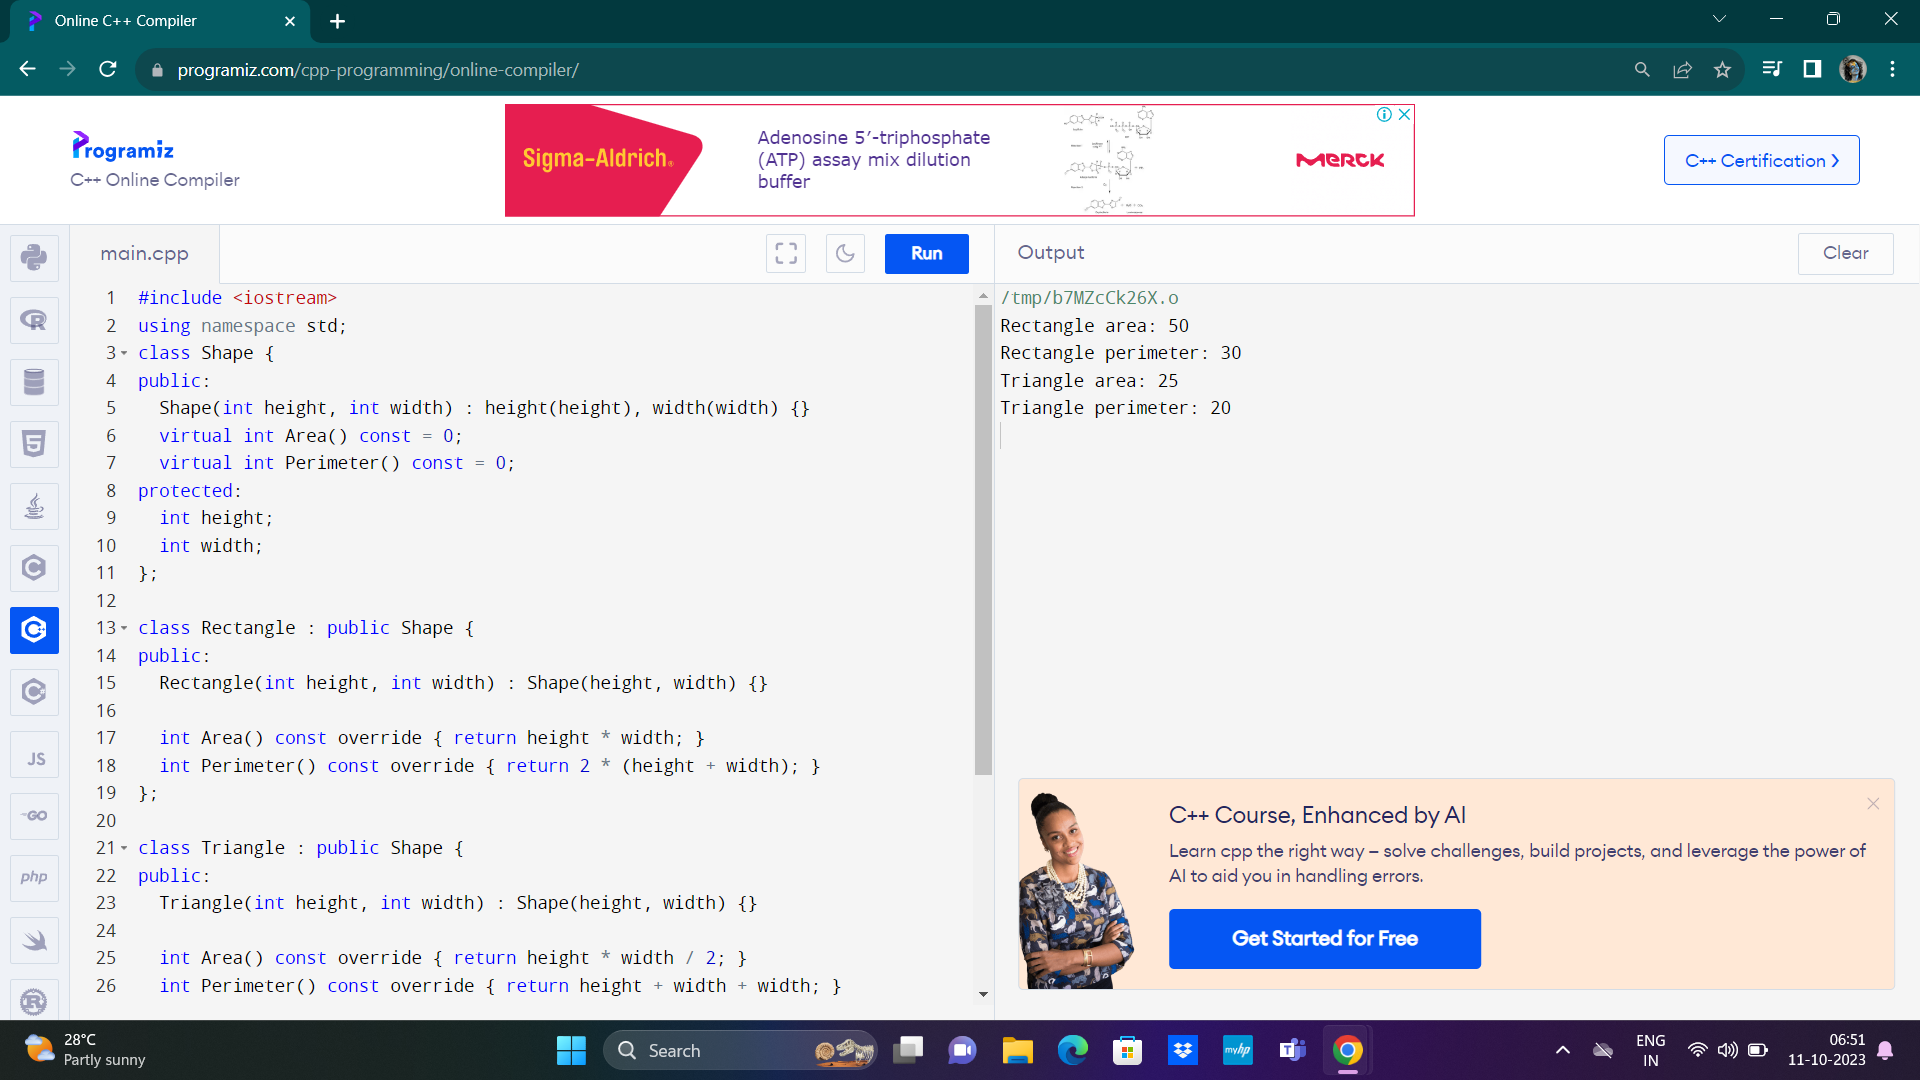 Online C++ Compiler
programiz.com/cpp-programming/online-compiler/
Programiz
C++ Online Compiler
Sigma-Aldrich®
Adenosine 5′-triphosphate
(ATP) assay mix dilution
buffer
MERCK
C++ Certification
main.cpp
Run
Output
Clear
1 #include <iostream>
2 using namespace std;
3 class Shape {
4 public:
5 Shape(int height, int width) : height(height), width(width) {}
6 virtual int Area() const = 0;
7 virtual int Perimeter() const = 0;
8 protected:
9 int height;
10 int width;
11 };
12
13 class Rectangle : public Shape {
14 public:
15 Rectangle(int height, int width) : Shape(height, width) {}
16
17 int Area() const override { return height * width; }
18 int Perimeter() const override { return 2 * (height + width); }
19 };
20
21 class Triangle : public Shape {
22 public:
23 Triangle(int height, int width) : Shape(height, width) {}
24
25 int Area() const override { return height * width / 2; }
26 int Perimeter() const override { return height + width + width; }
/tmp/b7MZcCk26X.o
Rectangle area: 50
Rectangle perimeter: 30
Triangle area: 25
Triangle perimeter: 20
JS
GO
php
C++ Course, Enhanced by AI
Learn cpp the right way – solve challenges, build projects, and leverage the power of
AI to aid you in handling errors.
Get Started for Free
28°C
Partly sunny
Search
myhp
ENG
IN
06:51
11-10-2023